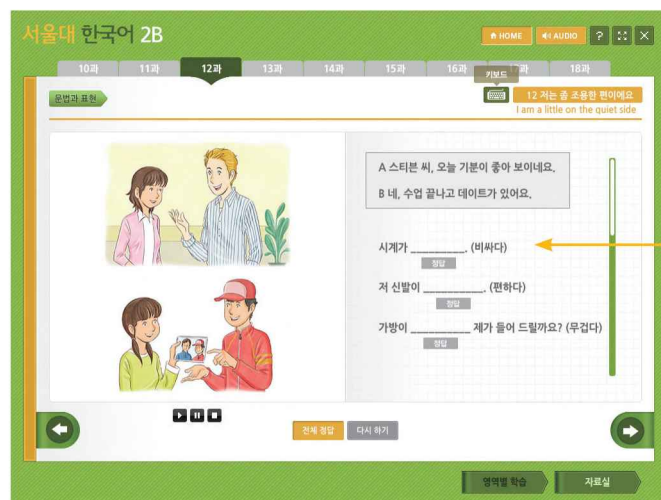 서울대 한국어 2B
HOME
AUDIO
?
10과 11과 12과 13과 14과 15과 16과 18과
키보드
문법과 표현
12 저는 좀 조용한 편이에요
I am a little on the quiet side
A 스티븐 씨, 오늘 기분이 좋아 보이네요.
B 네, 수업 끝나고 데이트가 있어요.
시계가 __________. (비싸다)
정답
저 신발이 ___________. (편하다)
정답
가방이 ___________ 제가 들어 드릴까요? (무겁다)
정답
전체 정답
다시 하기
영역별 학습
자료실